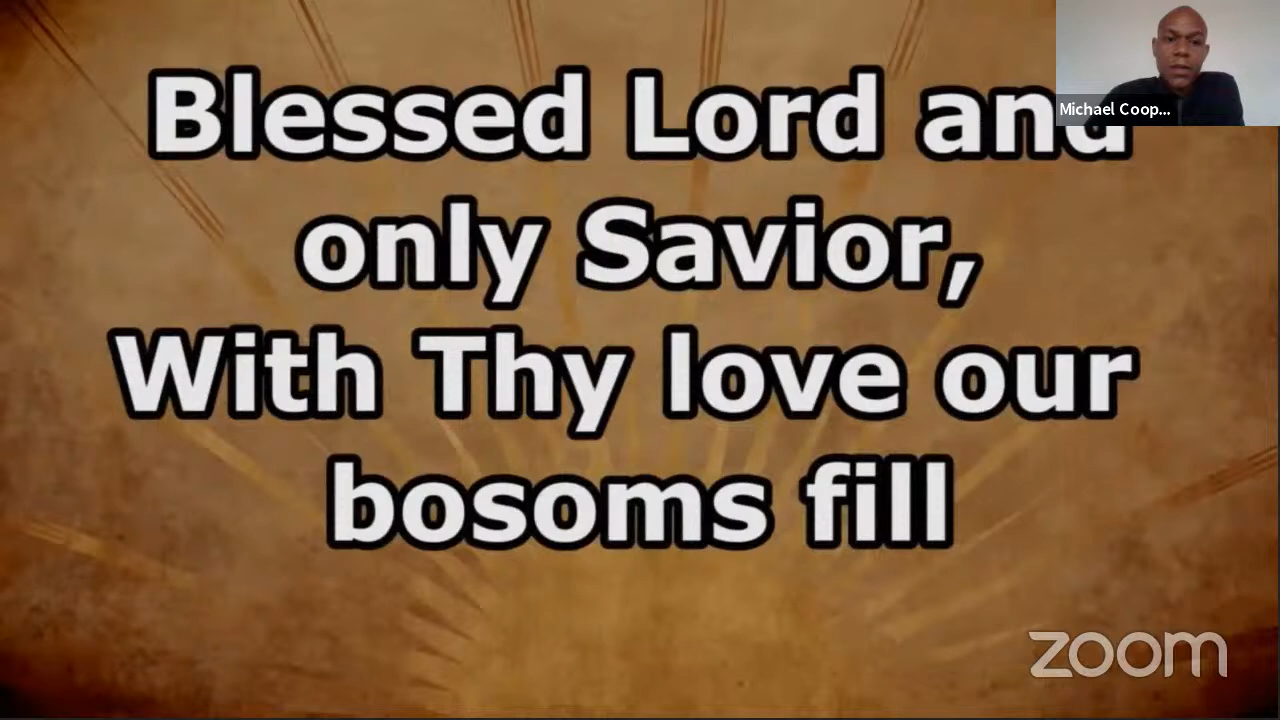 Blessed Lord and
only Savior,
With Thy love our
bosoms fill
Michael Coop...
zoom